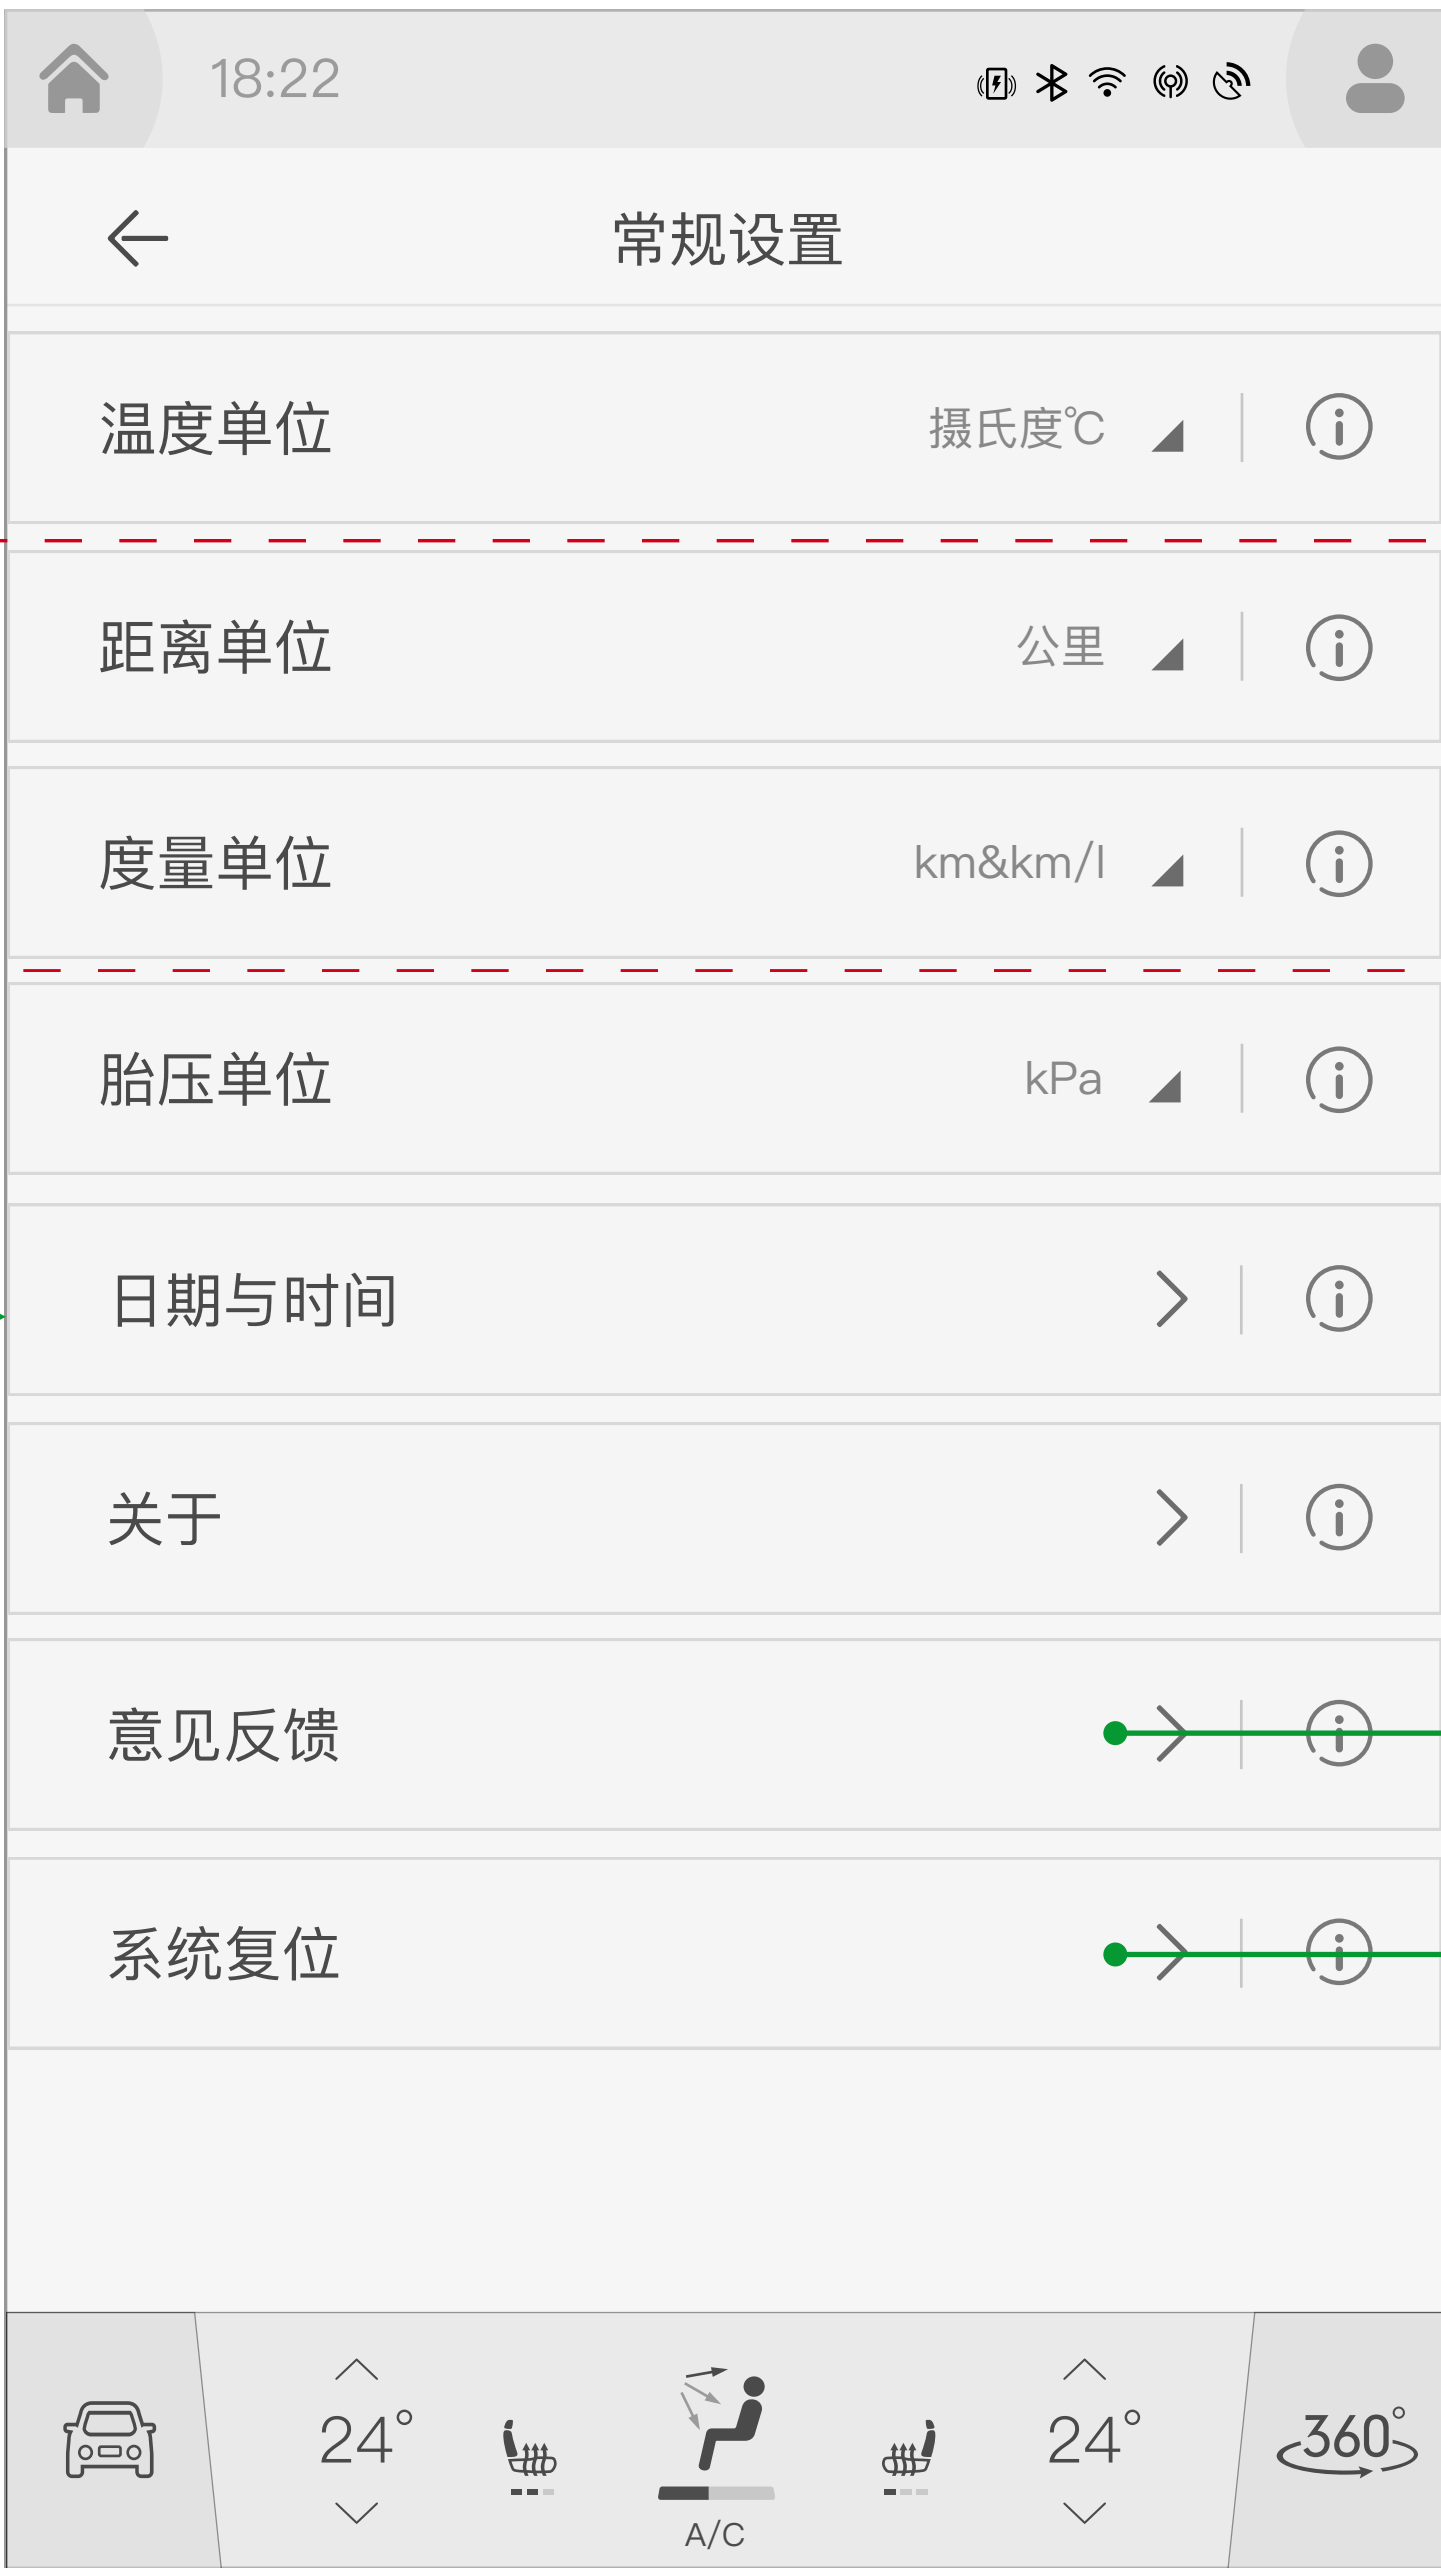 18:22
常规设置
温度单位 摄氏度℃
距离单位 公里
度量单位 km&km/l
胎压单位 kPa
日期与时间
关于
意见反馈
系统复位
24° 24° 360°
A/C